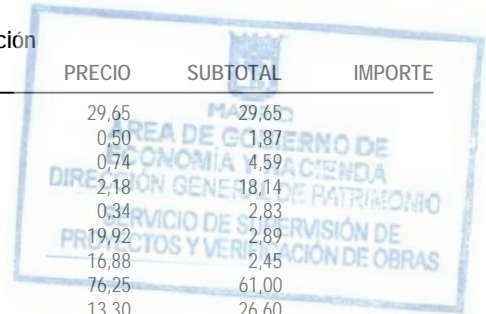 ción
PRECIO SUBTOTAL IMPORTE
29,65 29,65
0,50 1,87
0,74 4,59
2,18 18,14
0,34 2,83
19,92 2,89
16,88 2,45
76,25 61,00
13,30 26,60
MADRID
ÁREA DE GOBIERNO DE
ECONOMÍA Y HACIENDA
DIRECCIÓN GENERAL DE PATRIMONIO
SERVICIO DE SUPERVISIÓN DE
PROYECTOS Y VERIFICACIÓN DE OBRAS